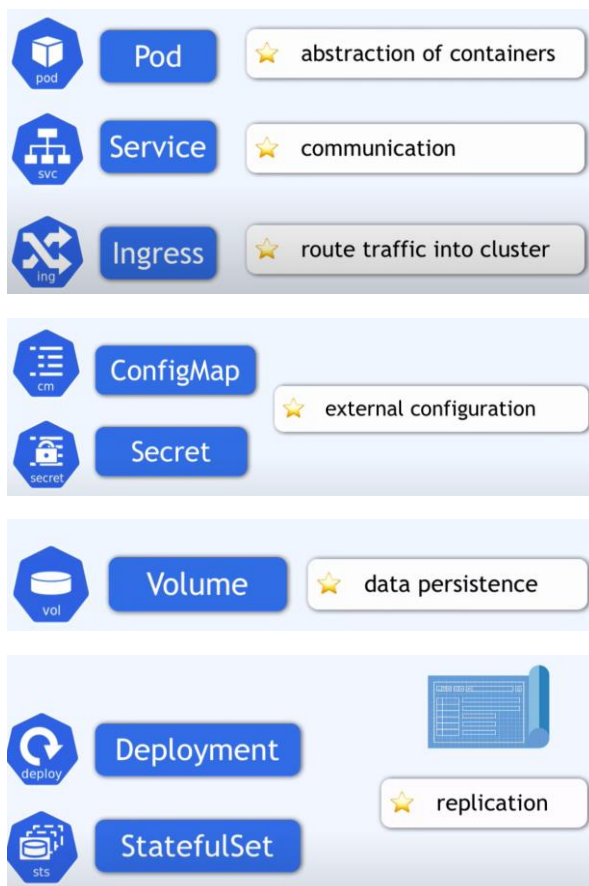 pod
Pod
abstraction of containers
svc
Service
communication
ing
Ingress
route traffic into cluster
cm
ConfigMap
external configuration
secret
Secret
vol
Volume
data persistence
deploy
Deployment
replication
sts
StatefulSet